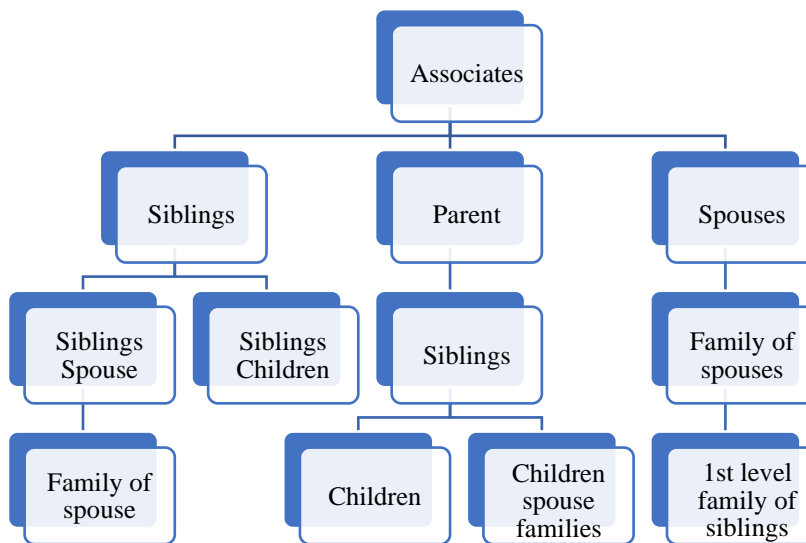 Associates
Siblings
Parent
Spouses
Siblings
Spouse
Siblings
Children
Siblings
Family of
spouses
Family of
spouse
Children
Children
spouse
families
1st level
family of
siblings